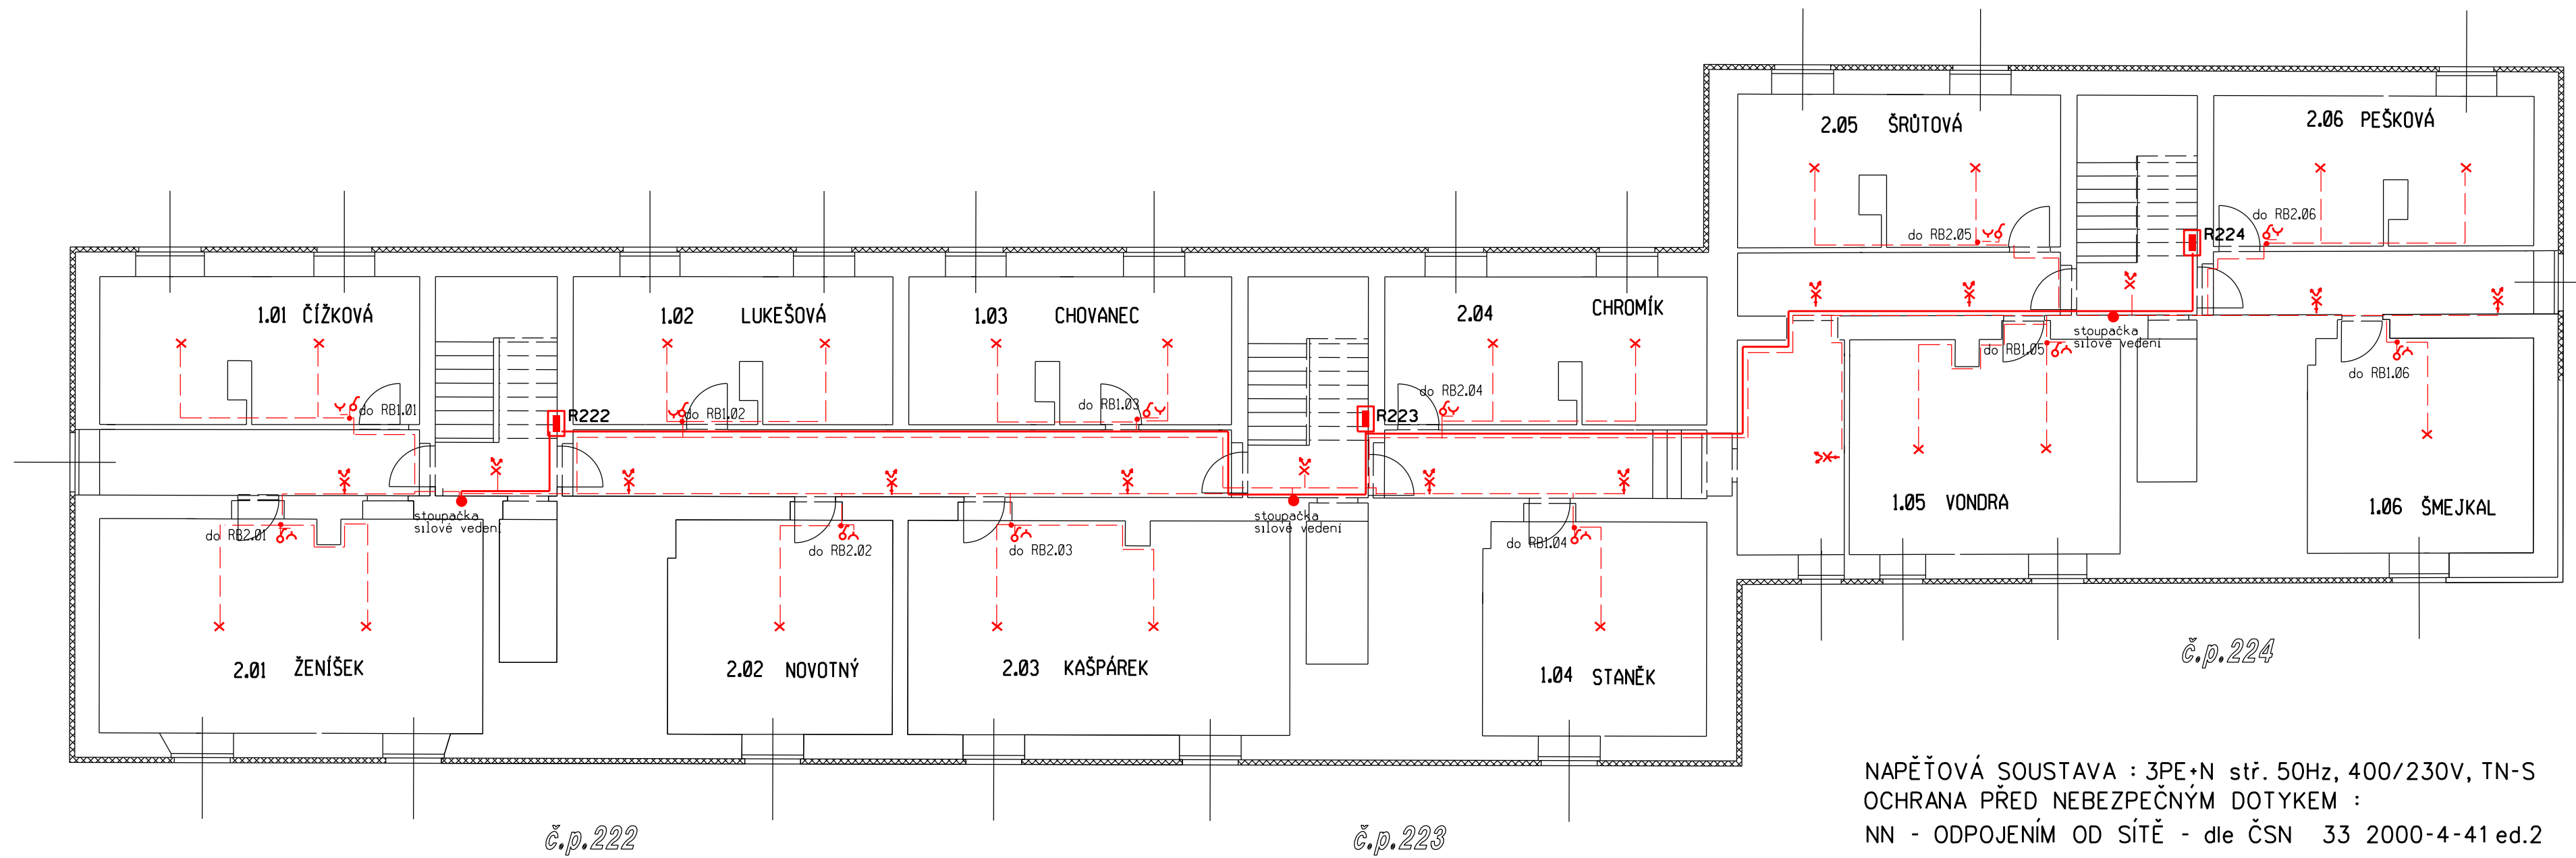 2.05 ŠRŮTOVÁ
2.06 PEŠKOVÁ
do RB2.05
do RB2.06
R224
1.01 ČÍŽKOVÁ
1.02 LUKEŠOVÁ
1.03 CHOVANEC
2.04 CHROMÍK
stoupačka
silové vedení
do RB1.05
do RB1.06
do RB1.01
R222
do RB1.02
do RB1.03
R223
do RB2.04
1.05 VONDRA
1.06 ŠMEJKAL
stoupačka
silové vedení
stoupačka
silové vedení
do RB2.01
do RB2.02
do RB2.03
do RB1.04
2.01 ŽENÍŠEK
2.02 NOVOTNÝ
2.03 KAŠPÁREK
1.04 STANĚK
č.p.224
č.p.222
č.p.223
NAPĚŤOVÁ SOUSTAVA : 3PE+N stř. 50Hz, 400/230V, TN-S
OCHRANA PŘED NEBEZPEČNÝM DOTYKEM :
NN - ODPOJENÍM OD SÍTĚ - dle ČSN 33 2000-4-41 ed.2